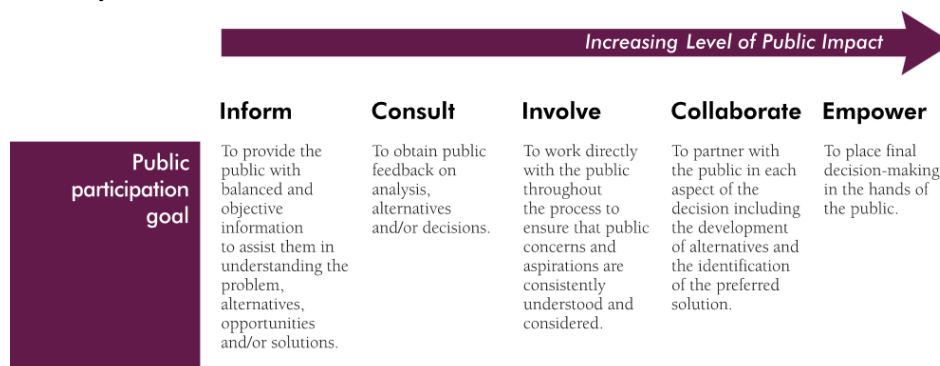 Increasing Level of Public Impact
Inform
Consult
Involve
Collaborate
Empower
Public
participation
goal
To provide the
public with
balanced and
objective
information
to assist them in
understanding the
problem,
alternatives,
opportunities
and/or solutions.
To obtain public
feedback on
analysis,
alternatives
and/or decisions.
To work directly
with the public
throughout
the process to
ensure that public
concerns and
aspirations are
consistently
understood and
considered.
To partner with
the public in each
aspect of the
decision including
the development
of alternatives and
the identification
of the preferred
solution.
To place final
decision-making
in the hands of
the public.